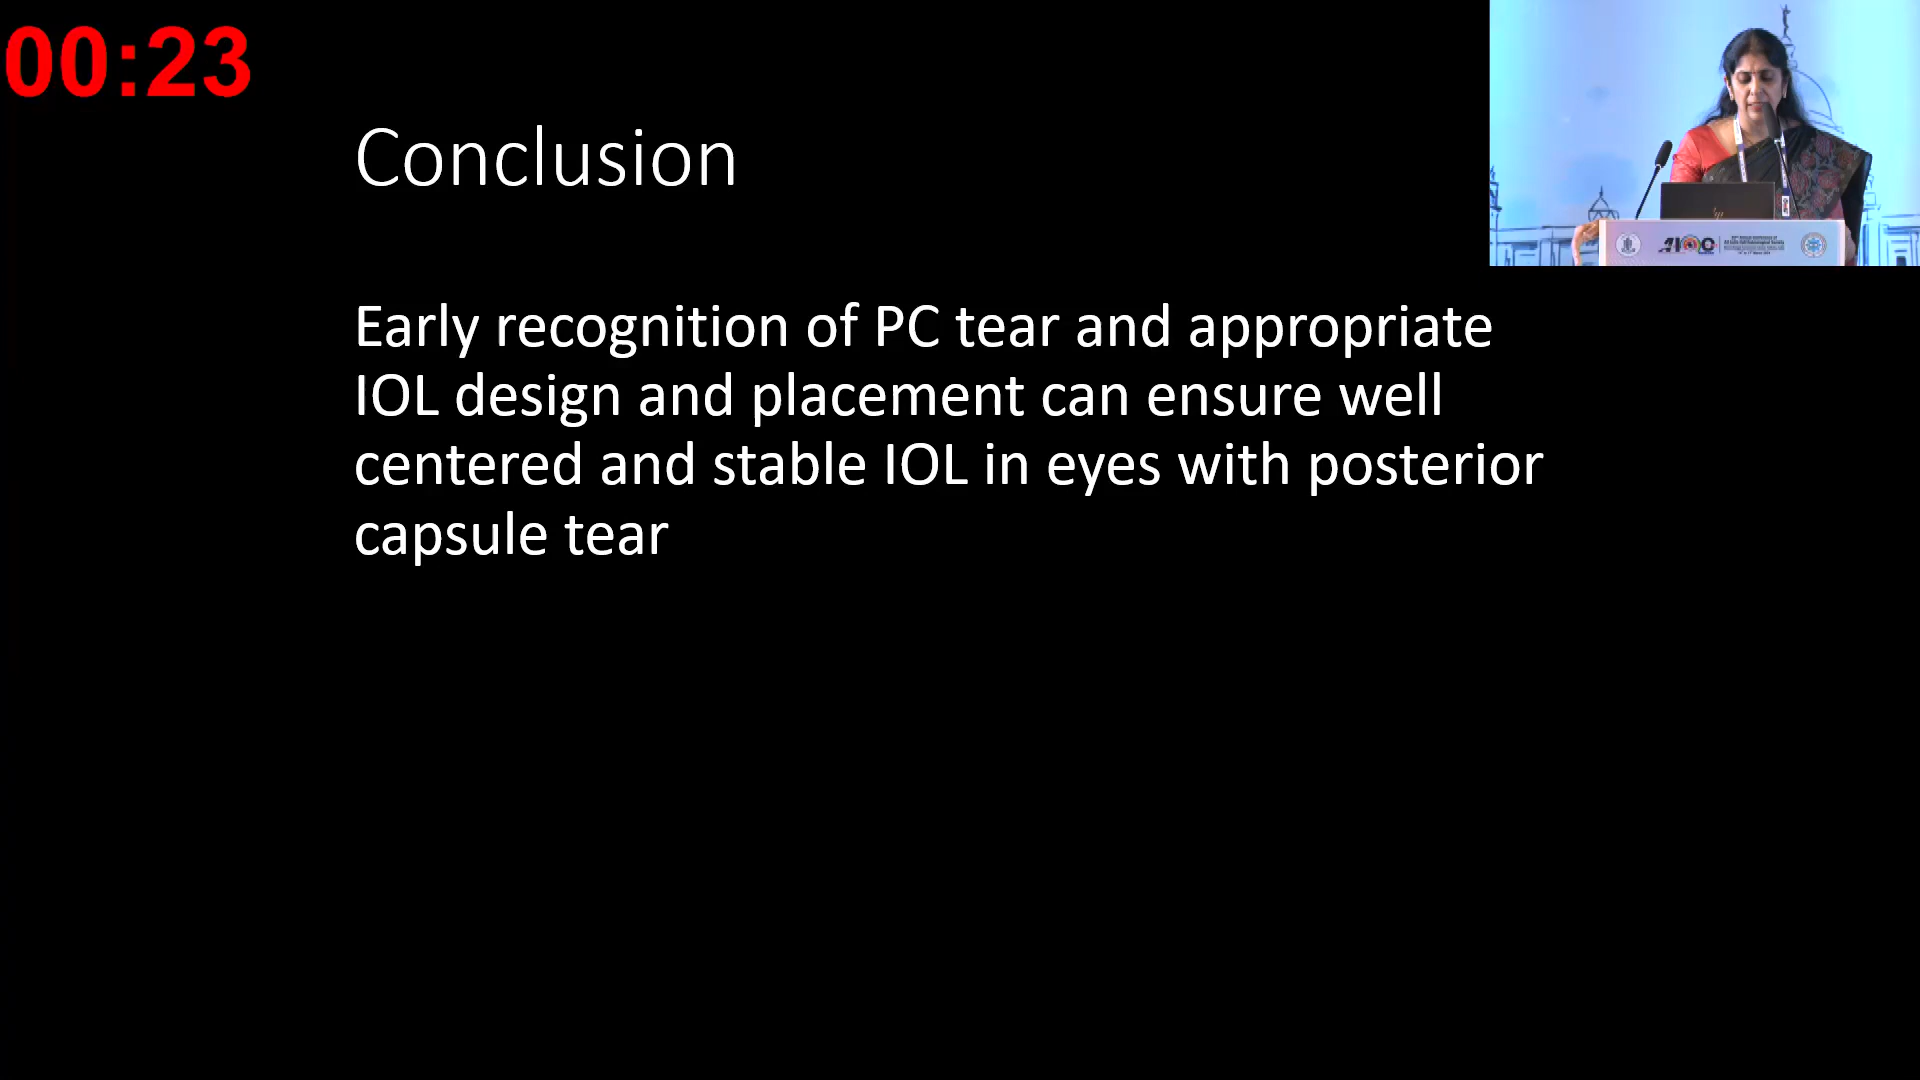 00:23
Conclusion
Early recognition of PC tear and appropriate
IOL design and placement can ensure well
centered and stable IOL in eyes with posterior
capsule tear
AIOC